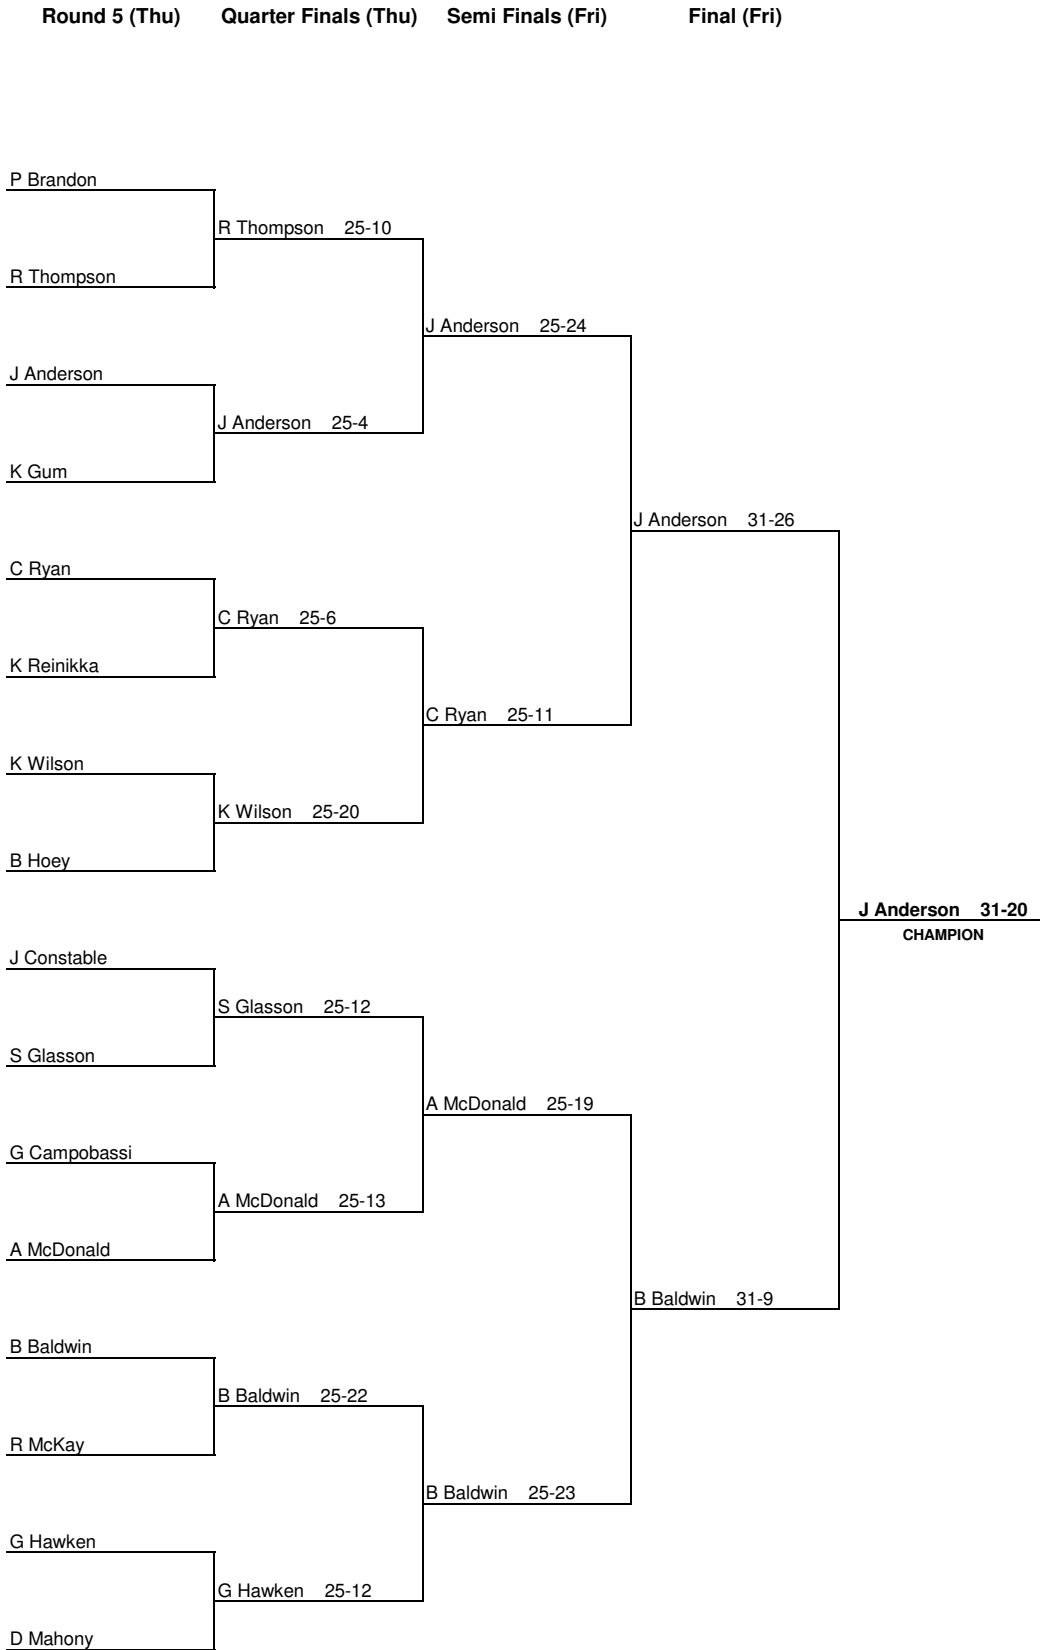 Round 5 (Thu) Quarter Finals (Thu) Semi Finals (Fri) Final (Fri)
P Brandon
R Thompson 25-10
R Thompson
J Anderson 25-24
J Anderson
J Anderson 25-4
K Gum
J Anderson 31-26
C Ryan
C Ryan 25-6
K Reinikka
C Ryan 25-11
K Wilson
K Wilson 25-20
B Hoey
J Anderson 31-20
CHAMPION
J Constable
S Glasson 25-12
S Glasson
A McDonald 25-19
G Campobassi
A McDonald 25-13
A McDonald
B Baldwin 31-9
B Baldwin
B Baldwin 25-22
R McKay
B Baldwin 25-23
G Hawken
G Hawken 25-12
D Mahony